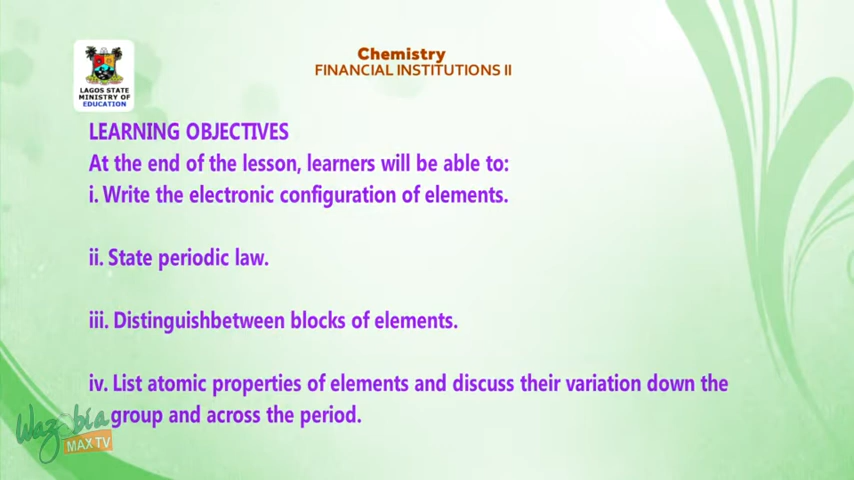 Chemistry
FINANCIAL INSTITUTIONS II
LAGOS STATE
MINISTRY OF
EDUCATION
LEARNING OBJECTIVES
At the end of the lesson, learners will be able to:
i. Write the electronic configuration of elements.
ii. State periodic law.
iii. Distinguishbetween blocks of elements.
iv. List atomic properties of elements and discuss their variation down the
group and across the period.
Wazobia
MAX TV